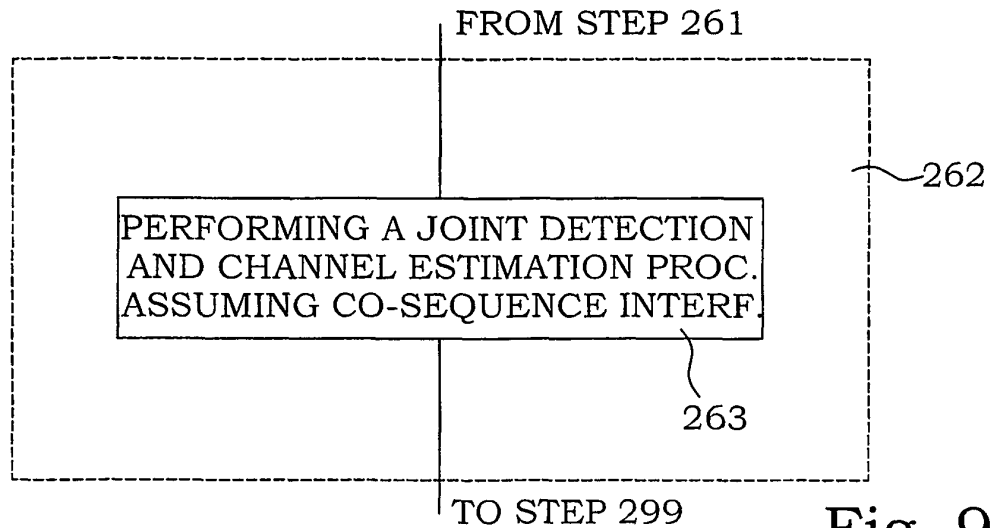 FROM STEP 261
262
PERFORMING A JOINT DETECTION
AND CHANNEL ESTIMATION PROC.
ASSUMING CO-SEQUENCE INTERF.
263
TO STEP 299
Fig. 9